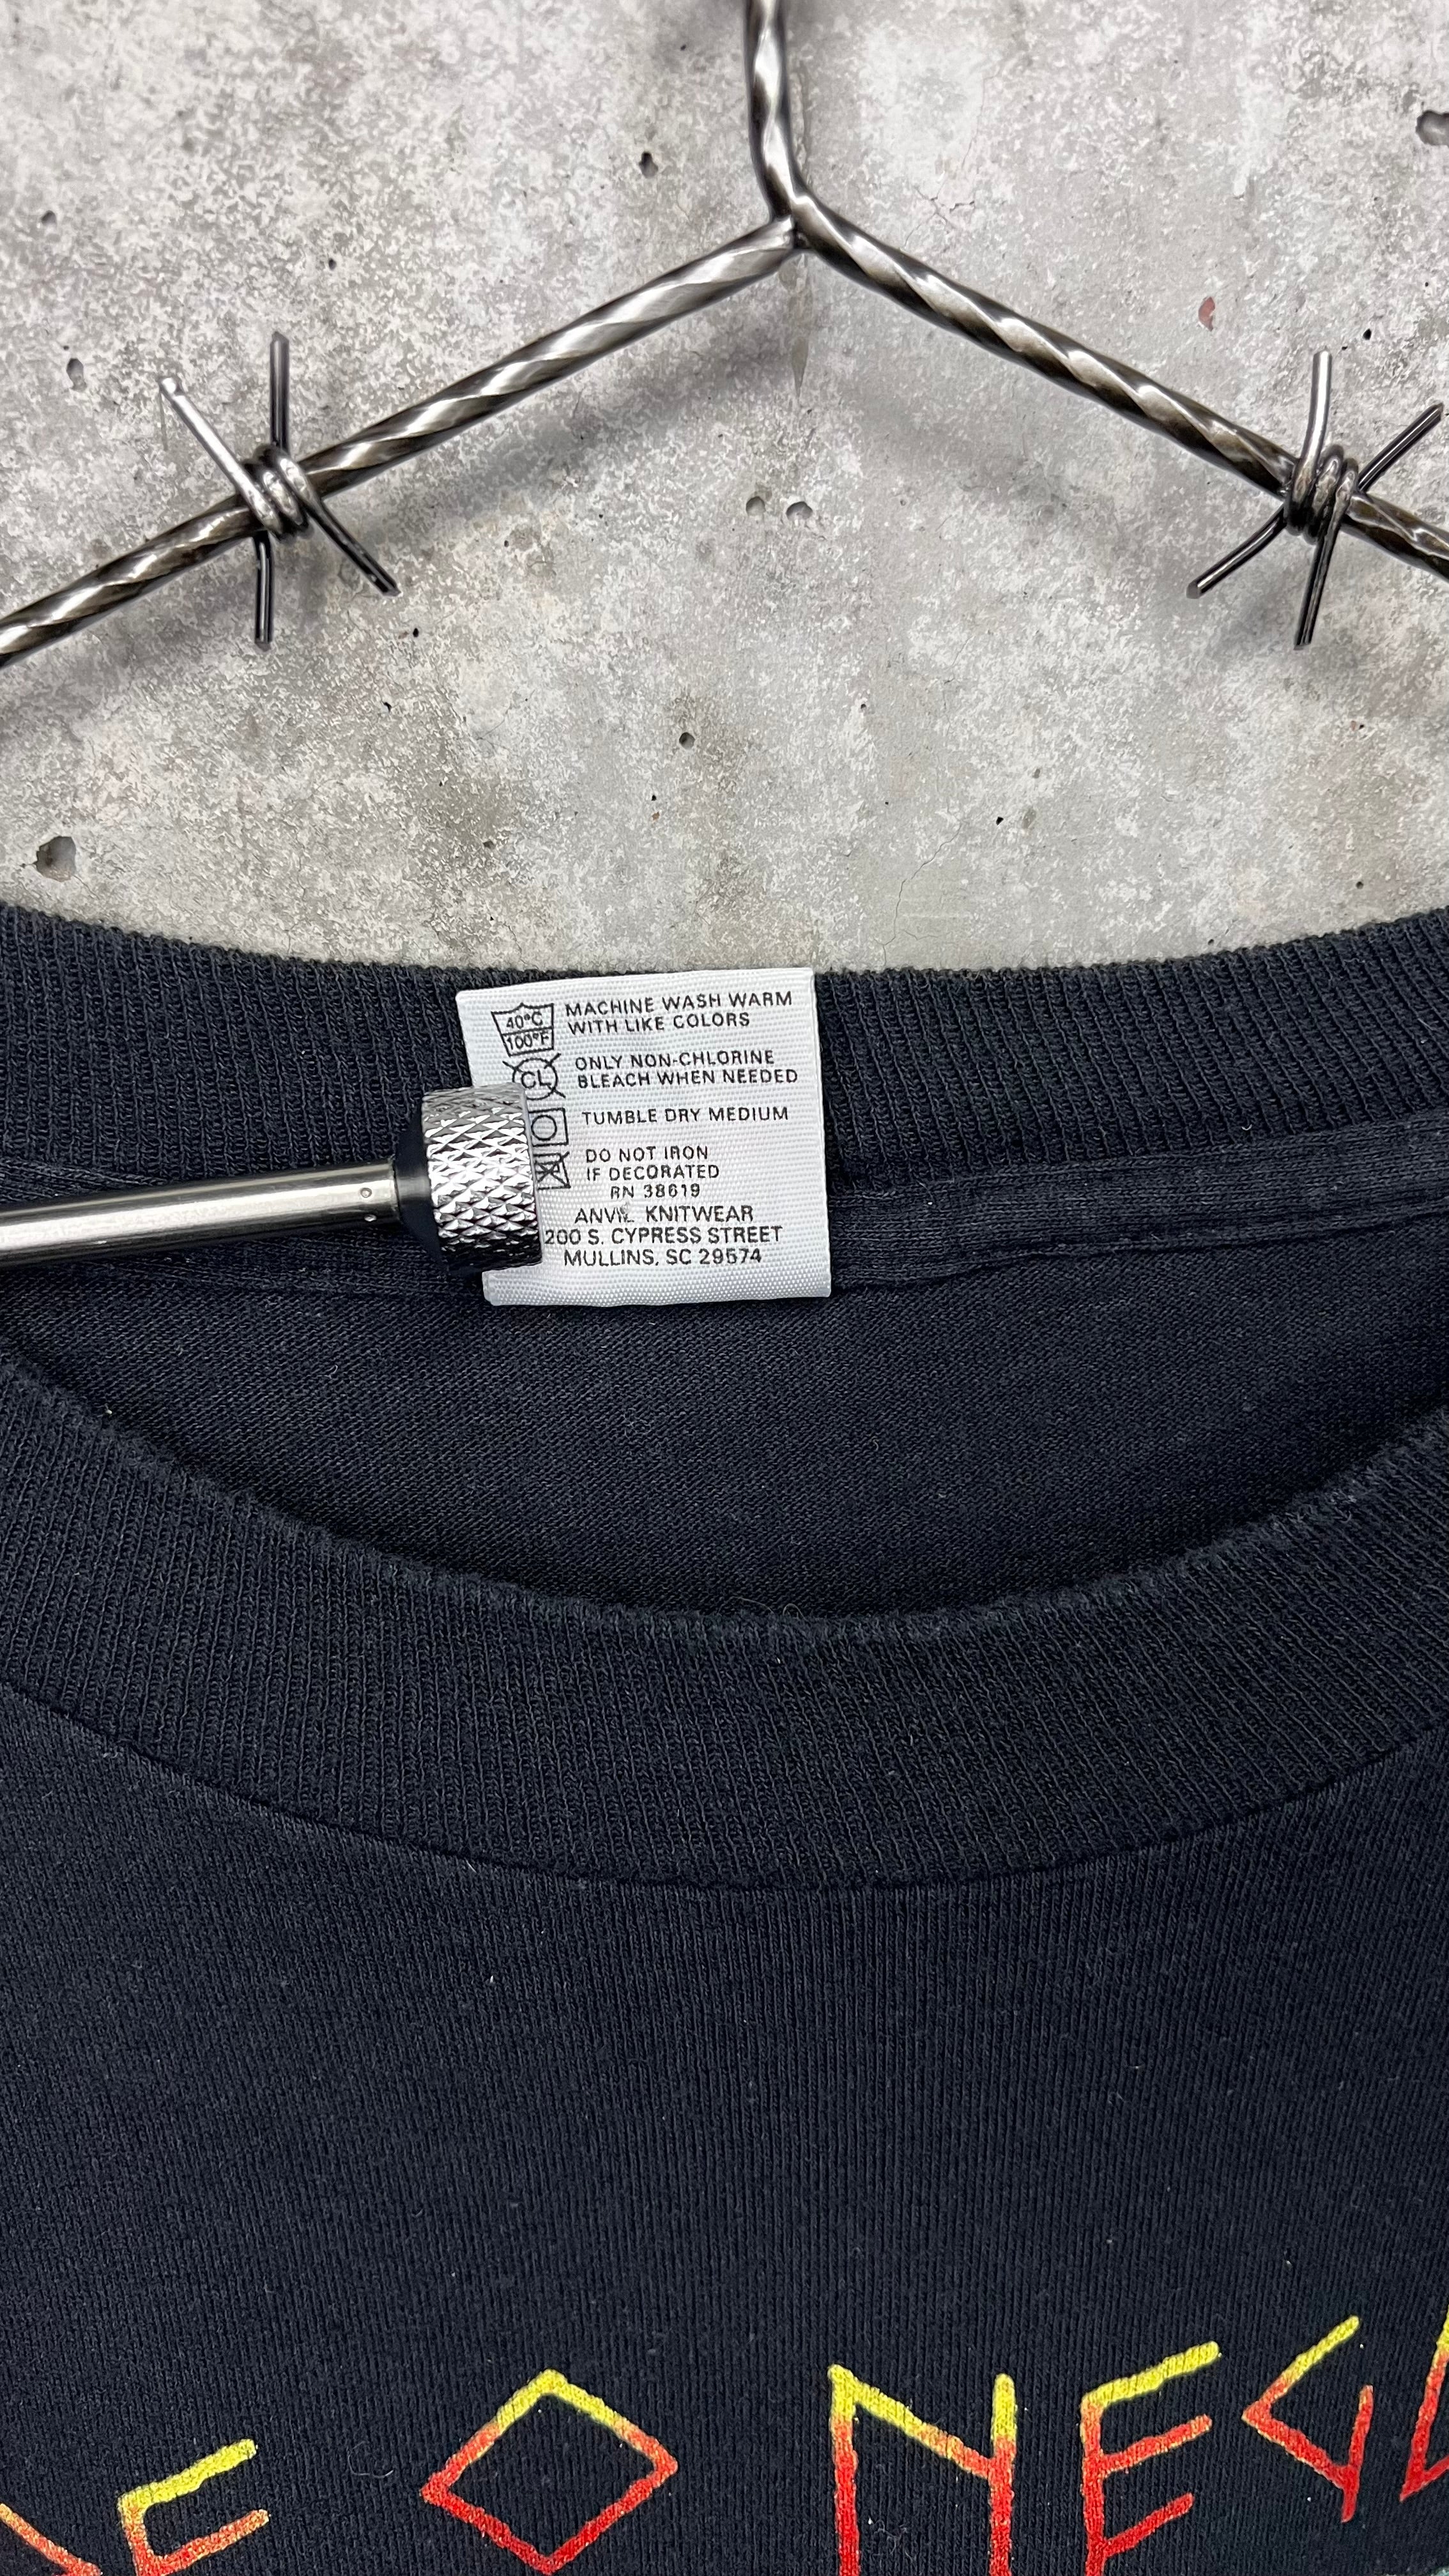 40°C
100°F
MACHINE WASH WARM
WITH LIKE COLORS
CL
ONLY NON-CHLORINE
BLEACH WHEN NEEDED
TUMBLE DRY MEDIUM
DO NOT IRON
IF DECORATED
RN 38619
ANVIL KNITWEAR
200 S. CYPRESS STREET
MULLINS, SC 29574
E O NEG